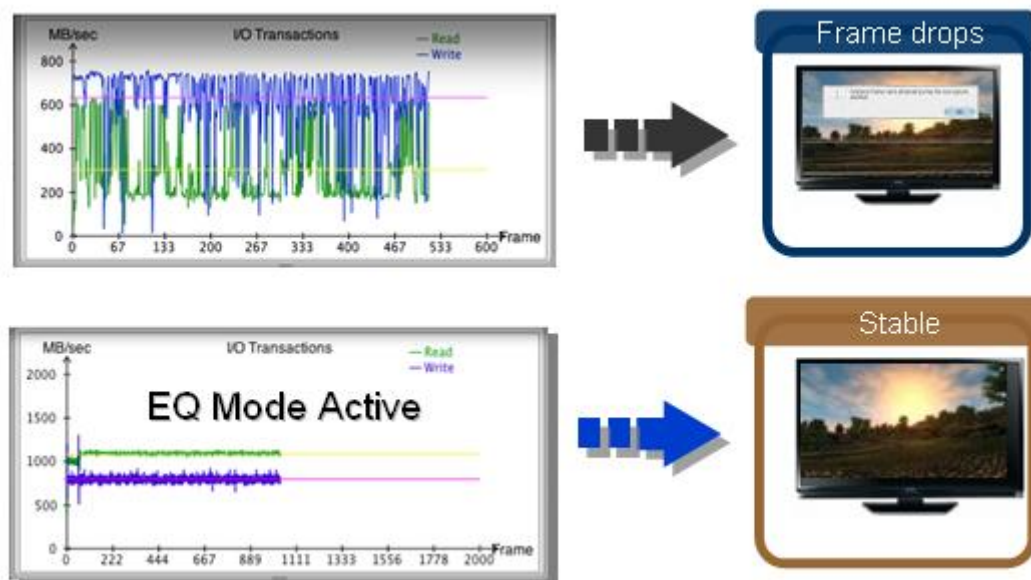 MB/sec
I/O Transactions
Read
Write
800
600
400
200
0
0 67 133 200 267 333 400 467 533 600
Frame
Frame drops
MB/sec
I/O Transactions
Read
Write
2000
1500
1000
500
0
EQ Mode Active
0 222 444 667 889 1111 1333 1556 1778 2000
Frame
Stable